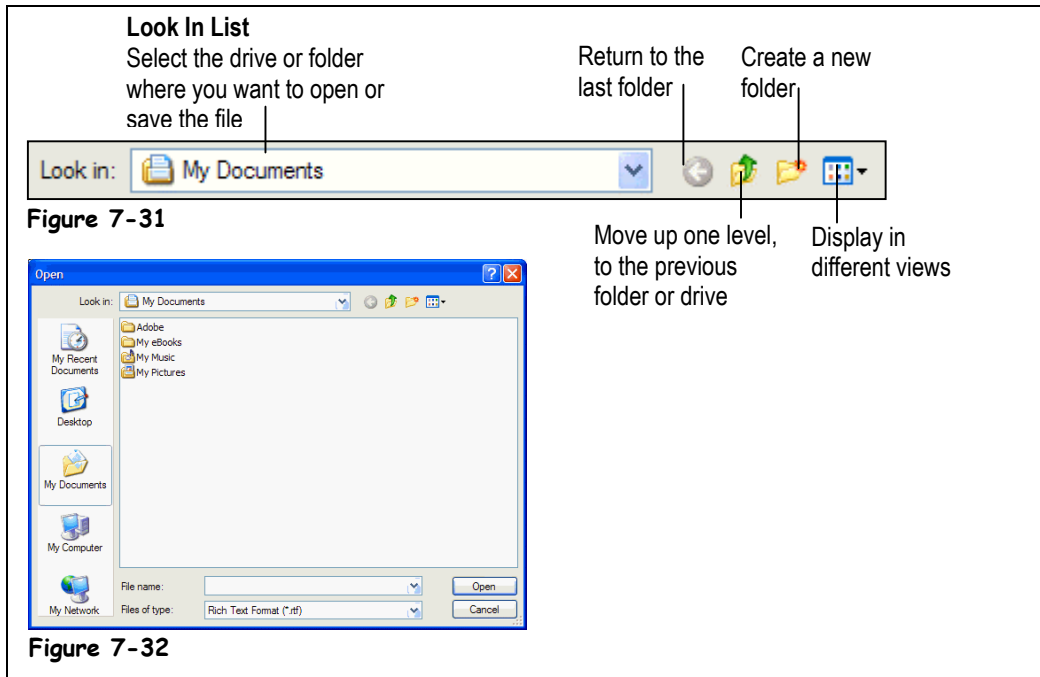 Look In List
Select the drive or folder
where you want to open or
save the file
Return to the
last folder
Create a new
folder
Look in: My Documents
Figure 7-31
Move up one level,
to the previous
folder or drive
Display in
different views
Open
Look in: My Documents
My Recent
Documents
Desktop
My Documents
My Computer
My Network
Adobe
My eBooks
My Music
My Pictures
File name:
Open
Files of type: Rich Text Format (*.rtf)
Cancel
Figure 7-32